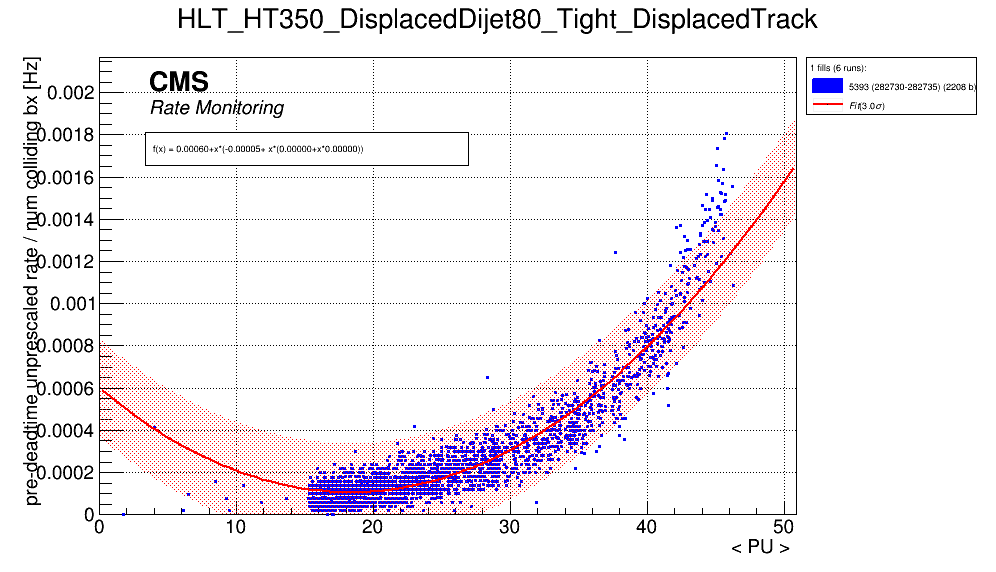 HLT_HT350_DisplacedDijet80_Tight_DisplacedTrack
pre-deadtime unprescaled rate / num colliding bx [Hz]
CMS
Rate Monitoring
f(x) = 0.00060+x*(-0.00005+ x*(0.00000+x*0.00000))
1 fills (6 runs):
5393 (282730-282735) (2208 b)
Fit(3.0σ)
0.002
0.0018
0.0016
0.0014
0.0012
0.001
0.0008
0.0006
0.0004
0.0002
0
0 10 20 30 40 50
< PU >